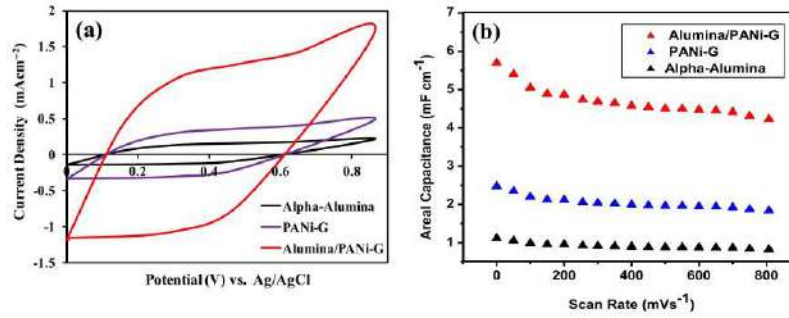 (a)
2
1.5
1
0.5
0
-0.5
-1
-1.5
0 0.2 0.4 0.6 0.8
Current Density (mAcm⁻²)
Alpha-Alumina
PANi-G
Alumina/PANi-G
Potential (V) vs. Ag/AgCl
(b)
7
6
5
4
3
2
1
0 200 400 600 800
Areal Capacitance (mF cm⁻¹)
Alumina/PANi-G
PANi-G
Alpha-Alumina
Scan Rate (mVs⁻¹)